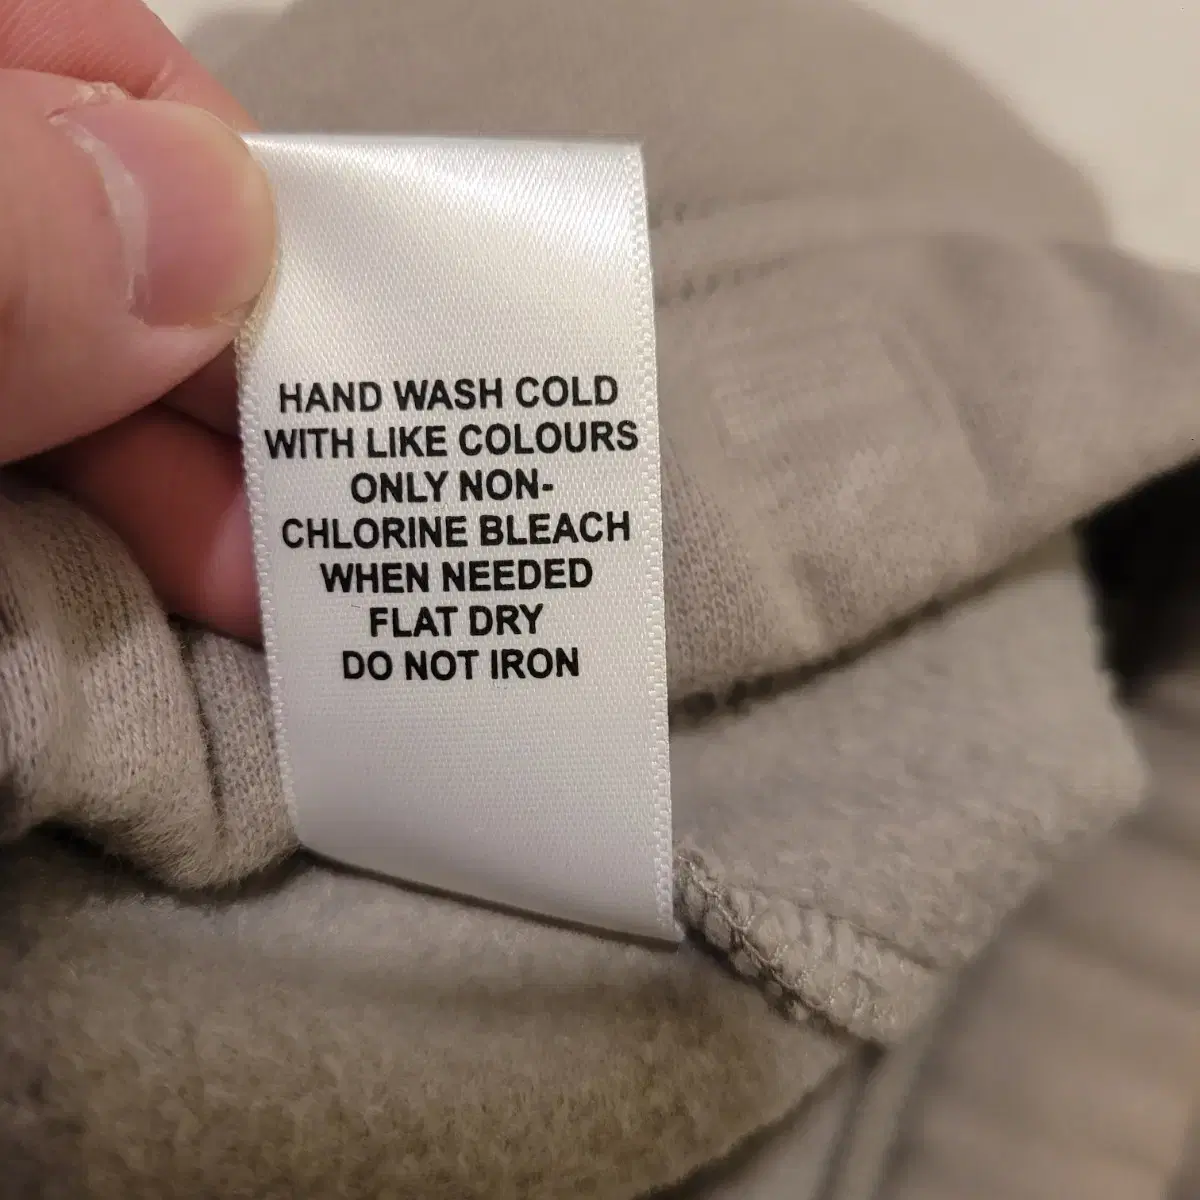 HAND WASH COLD
WITH LIKE COLOURS
ONLY NON-
CHLORINE BLEACH
WHEN NEEDED
FLAT DRY
DO NOT IRON